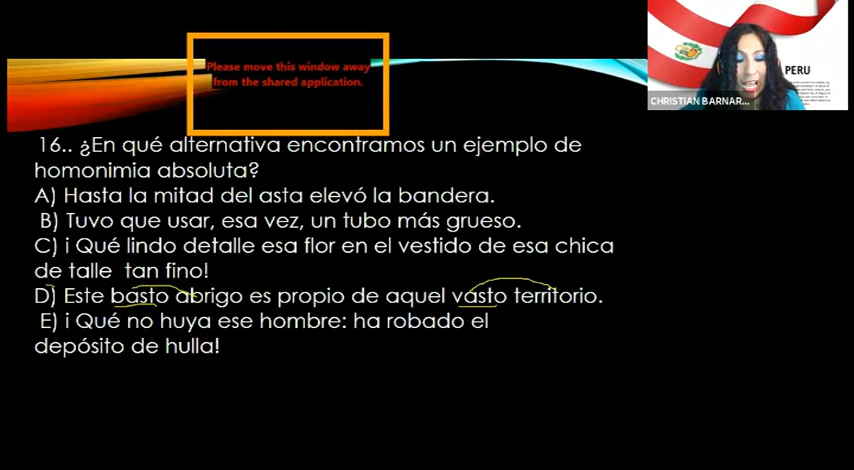 Please move this window away
from the shared application.
PERU
CHRISTIAN BARNAR...
16.. ¿En qué alternativa encontramos un ejemplo de
homonimia absoluta?
A) Hasta la mitad del asta elevó la bandera.
B) Tuvo que usar, esa vez, un tubo más grueso.
C) ¡ Qué lindo detalle esa flor en el vestido de esa chica
de talle tan fino!
D) Este basto abrigo es propio de aquel vasto territorio.
E) ¡ Qué no huya ese hombre: ha robado el
depósito de hulla!